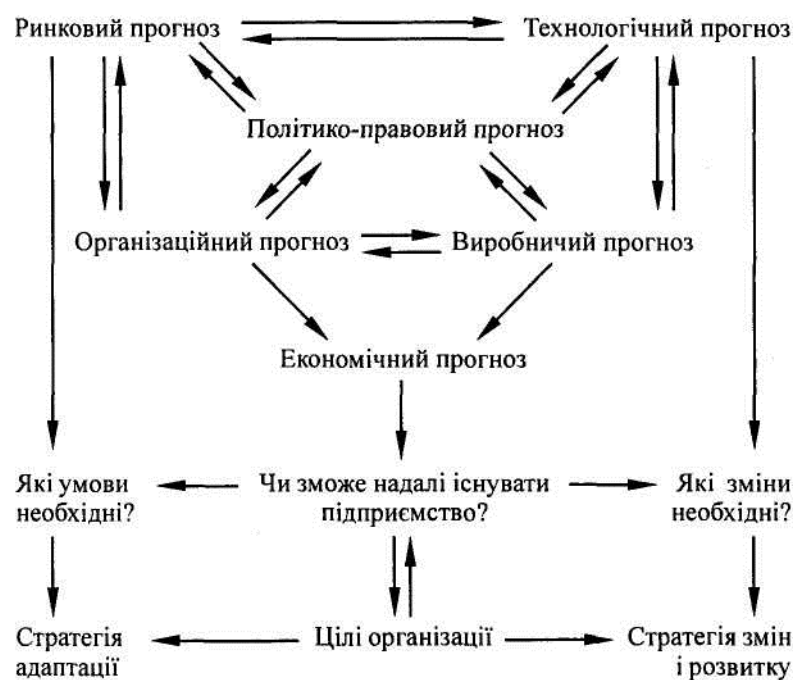 Ринковий прогноз
Технологічний прогноз
Політико-правовий прогноз
Організаційний прогноз
Виробничий прогноз
Економічний прогноз
Які умови
необхідні?
Чи зможе надалі існувати
підприємство?
Які зміни
необхідні?
Стратегія
адаптації
Цілі організації
Стратегія змін
і розвитку